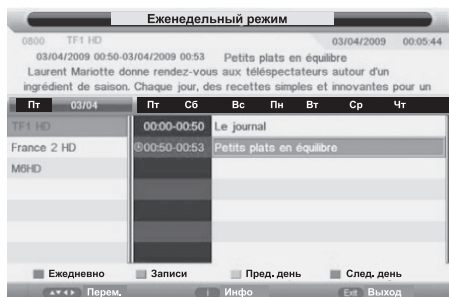 Еженедельный режим
0800 TF1 HD 03/04/2009 00:05:44
03/04/2009 00:50-03/04/2009 00:53 Petits plats en équilibre
Laurent Mariotte donne rendez-vous aux téléspectateurs autour d'un
ingrédient de saison. Chaque jour, des recettes simples et innovantes pour un
Пт 03/04 Пт Сб Вс Пн Вт Ср Чт
TF1 HD 00:00-00:50 Le journal
France 2 HD 00:50-00:53 Petits plats en équilibre
M6HD
Ежедневно Записи Пред. день След. день
Перем. i Инфо Exit Выход